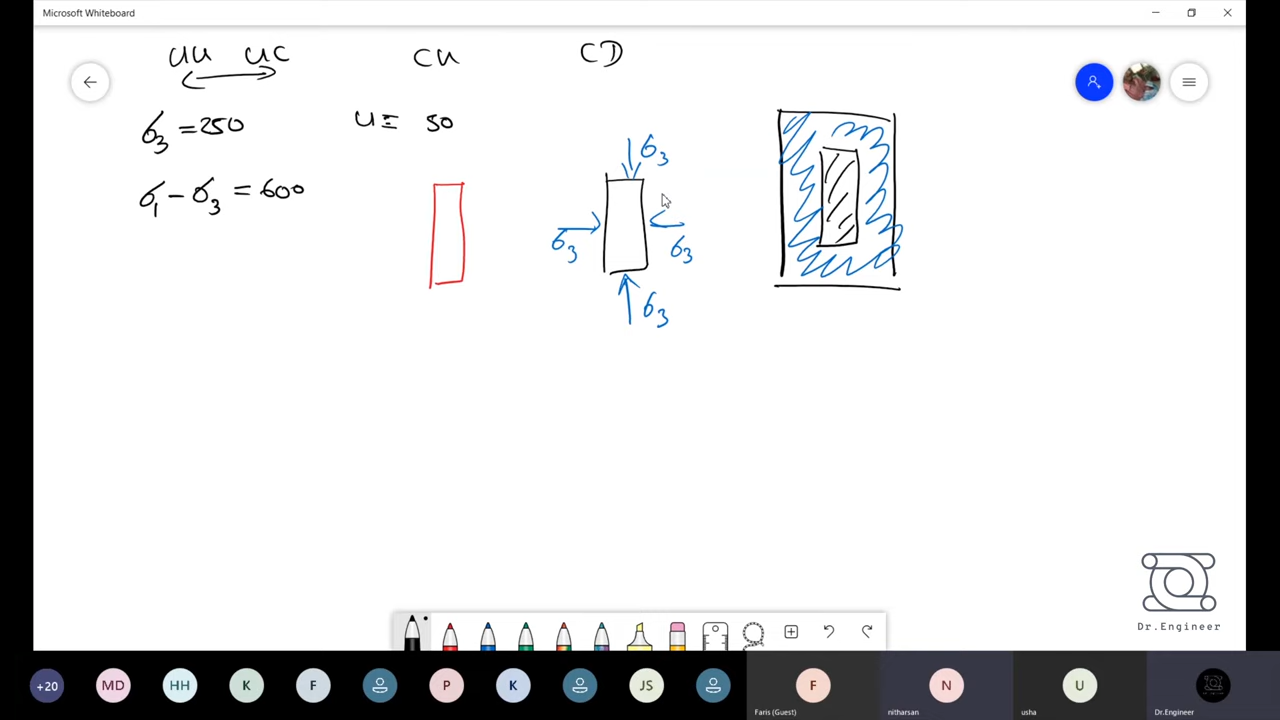 Microsoft Whiteboard
UU UC CU CD
σ3 = 250 U = 50
σ1 - σ3 = 600
σ3
σ3 σ3
σ3
Dr.Engineer
+20 MD HH K F P K JS F N U
Faris (Guest) nitharsan usha Dr.Engineer